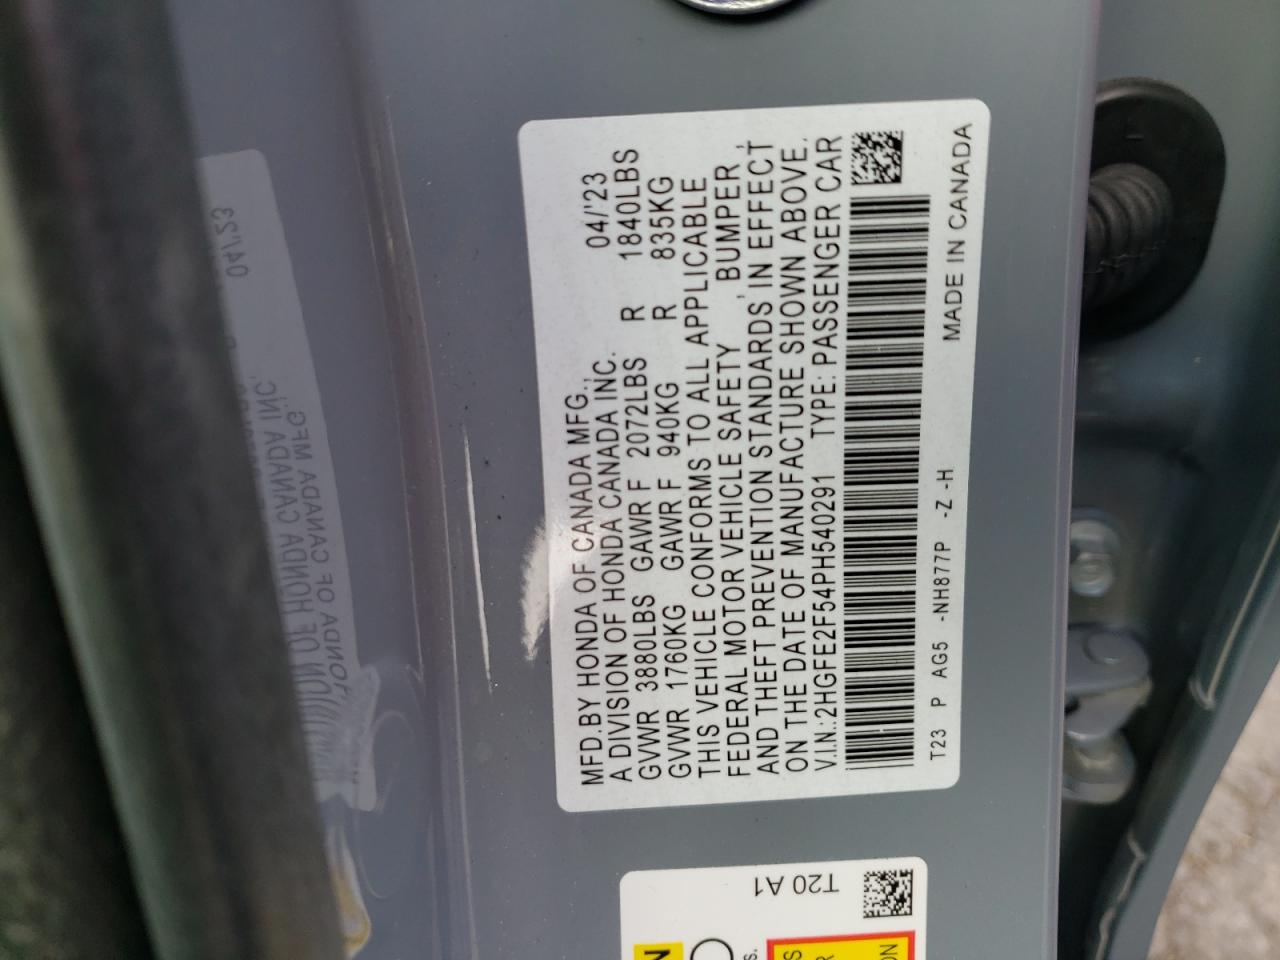 MFD.BY HONDA OF CANADA MFG.,
A DIVISION OF HONDA CANADA INC. 04/'23
GVWR 3880LBS GAWR F 2072LBS R 1840LBS
GVWR 1760KG GAWR F 940KG R 835KG
THIS VEHICLE CONFORMS TO ALL APPLICABLE
FEDERAL MOTOR VEHICLE SAFETY, BUMPER,
AND THEFT PREVENTION STANDARDS IN EFFECT
ON THE DATE OF MANUFACTURE SHOWN ABOVE.
V.I.N.:2HGFE2F54PH540291 TYPE: PASSENGER CAR
T23 P AG5 -NH877P -Z -H MADE IN CANADA
T20 A1